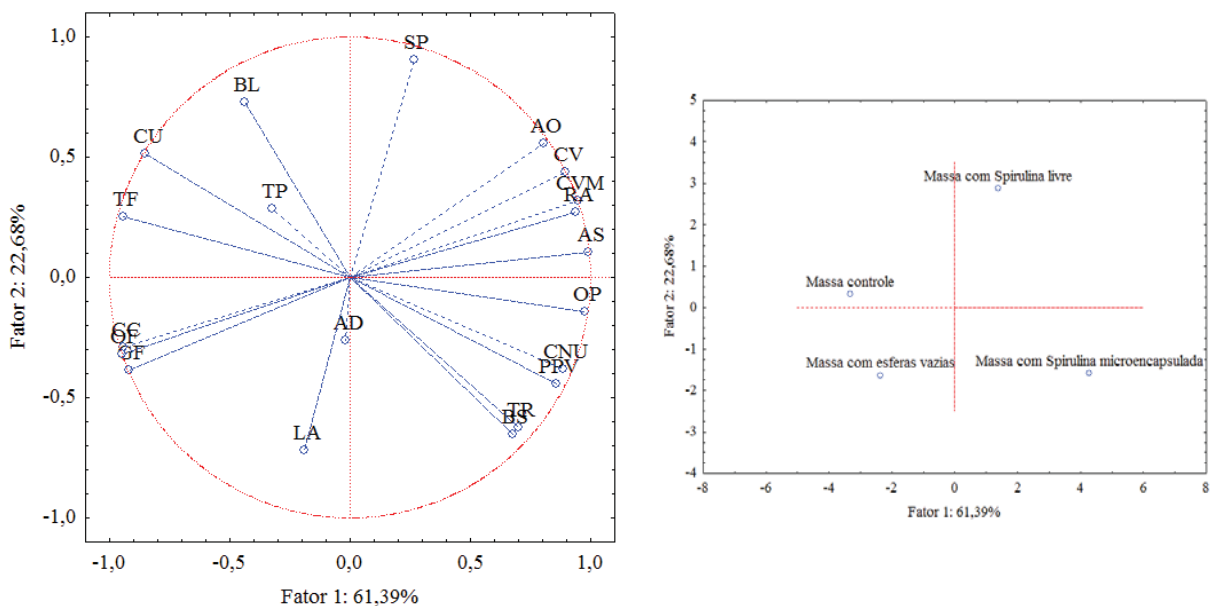 1,0
0,5
0,0
-0,5
-1,0
Fator 2: 22,68%
SP
BL
AO
CU
CV
CVM
TP
RA
TF
AS
OP
AD
CC
OF
GF
CNU
PPV
TR
BS
LA
-1,0 -0,5 0,0 0,5 1,0
Fator 1: 61,39%
5
4
3
2
1
0
-1
-2
-3
-4
Fator 2: 22,68%
Massa com Spirulina livre
Massa controle
Massa com esferas vazias
Massa com Spirulina microencapsulada
-8 -6 -4 -2 0 2 4 6 8
Fator 1: 61,39%